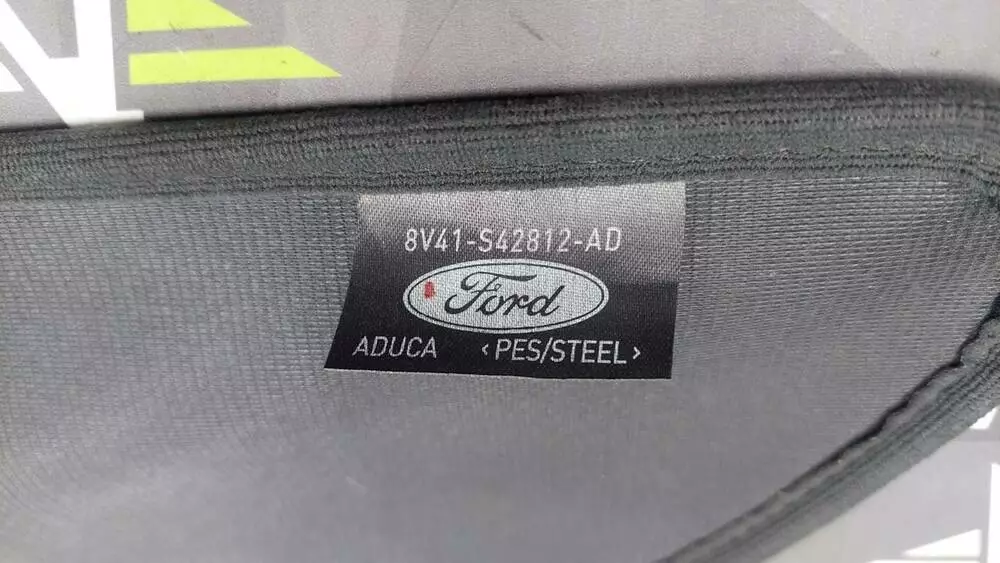 8V41-S42812-AD
Ford
ADUCA <PES/STEEL>